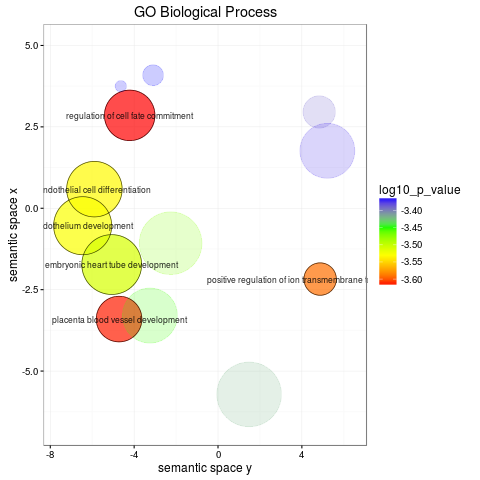 GO Biological Process
5.0
2.5
0.0
-2.5
-5.0
-8
-4
0
4
semantic space x
semantic space y
regulation of cell fate commitment
ndothelial cell differentiation
dothelium development
embryonic heart tube development
positive regulation of ion transmembrane t
placenta blood vessel development
log10_p_value
-3.40
-3.45
-3.50
-3.55
-3.60